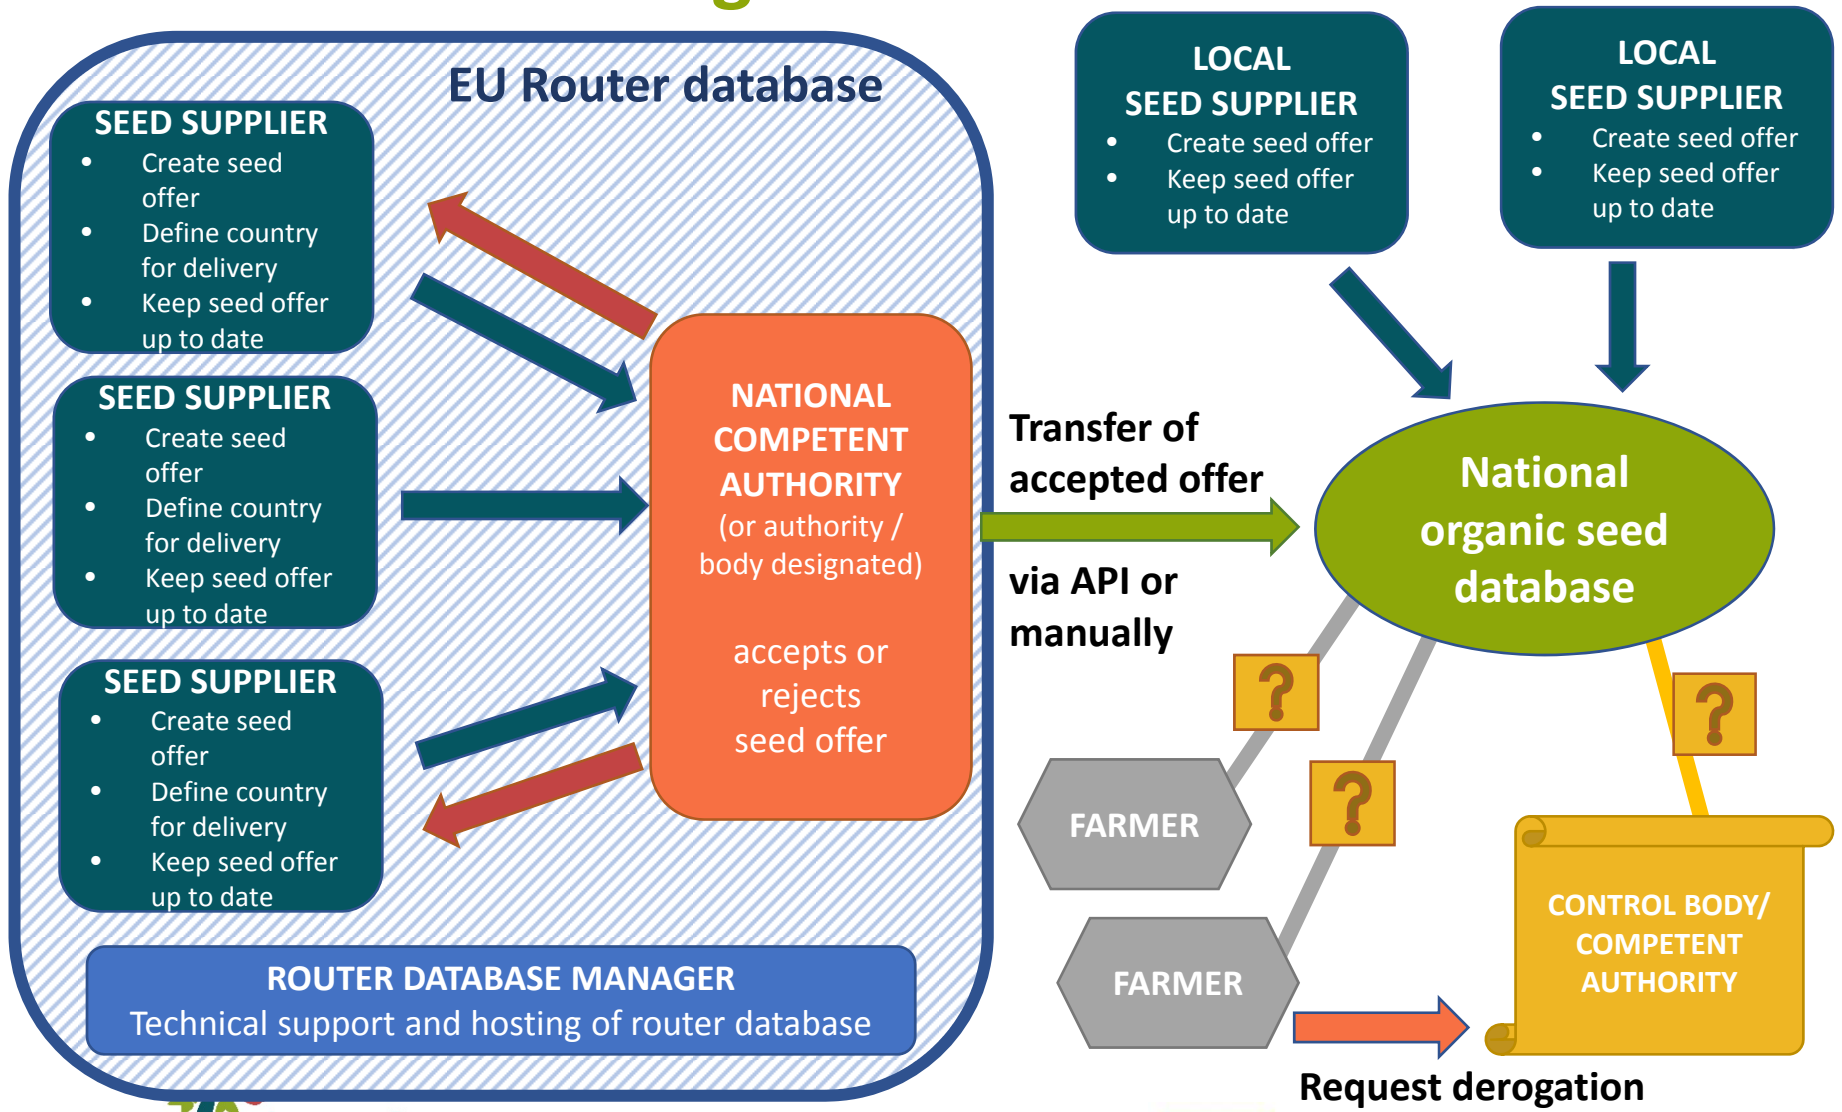 g
EU Router database
SEED SUPPLIER
• Create seed
offer
• Define country
for delivery
• Keep seed offer
up to date
SEED SUPPLIER
• Create seed
offer
• Define country
for delivery
• Keep seed offer
up to date
SEED SUPPLIER
• Create seed
offer
• Define country
for delivery
• Keep seed offer
up to date
NATIONAL
COMPETENT
AUTHORITY
(or authority /
body designated)
accepts or
rejects
seed offer
ROUTER DATABASE MANAGER
Technical support and hosting of router database
Transfer of
accepted offer
via API or
manually
LOCAL
SEED SUPPLIER
• Create seed offer
• Keep seed offer
up to date
LOCAL
SEED SUPPLIER
• Create seed offer
• Keep seed offer
up to date
National
organic seed
database
?
?
?
FARMER
FARMER
CONTROL BODY/
COMPETENT
AUTHORITY
Request derogation